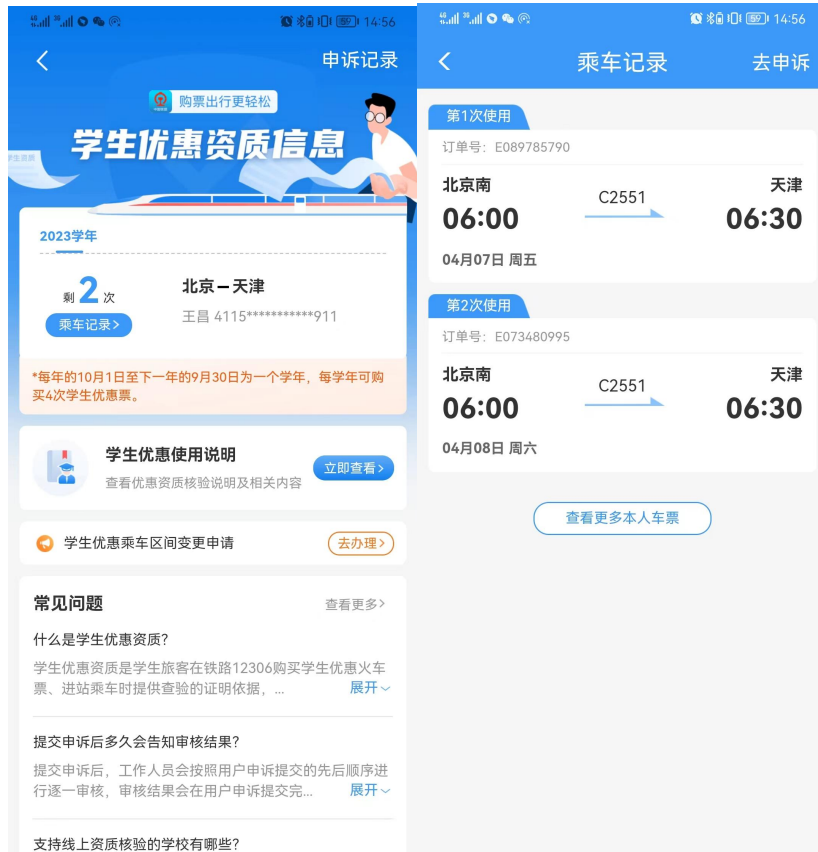 14:56
申诉记录
购票出行更轻松
学生优惠资质信息
2023学年
剩2次
北京—天津
乘车记录>
王昌 4115***********911
*每年的10月1日至下一年的9月30日为一个学年，每学年可购
买4次学生优惠票。
学生优惠使用说明
查看优惠资质核验说明及相关内容
立即查看>
学生优惠乘车区间变更申请
去办理>
常见问题
查看更多>
什么是学生优惠资质?
学生优惠资质是学生旅客在铁路12306购买学生优惠火车
票、进站乘车时提供查验的证明依据，...
展开
提交申诉后多久会告知审核结果?
提交申诉后，工作人员会按照用户申诉提交的先后顺序进
行逐一审核，审核结果会在用户申诉提交完...
展开
支持线上资质核验的学校有哪些?
14:56
乘车记录
去申诉
第1次使用
订单号：E089785790
北京南
C2551
天津
06:00
06:30
04月07日 周五
第2次使用
订单号：E073480995
北京南
C2551
天津
06:00
06:30
04月08日 周六
查看更多本人车票